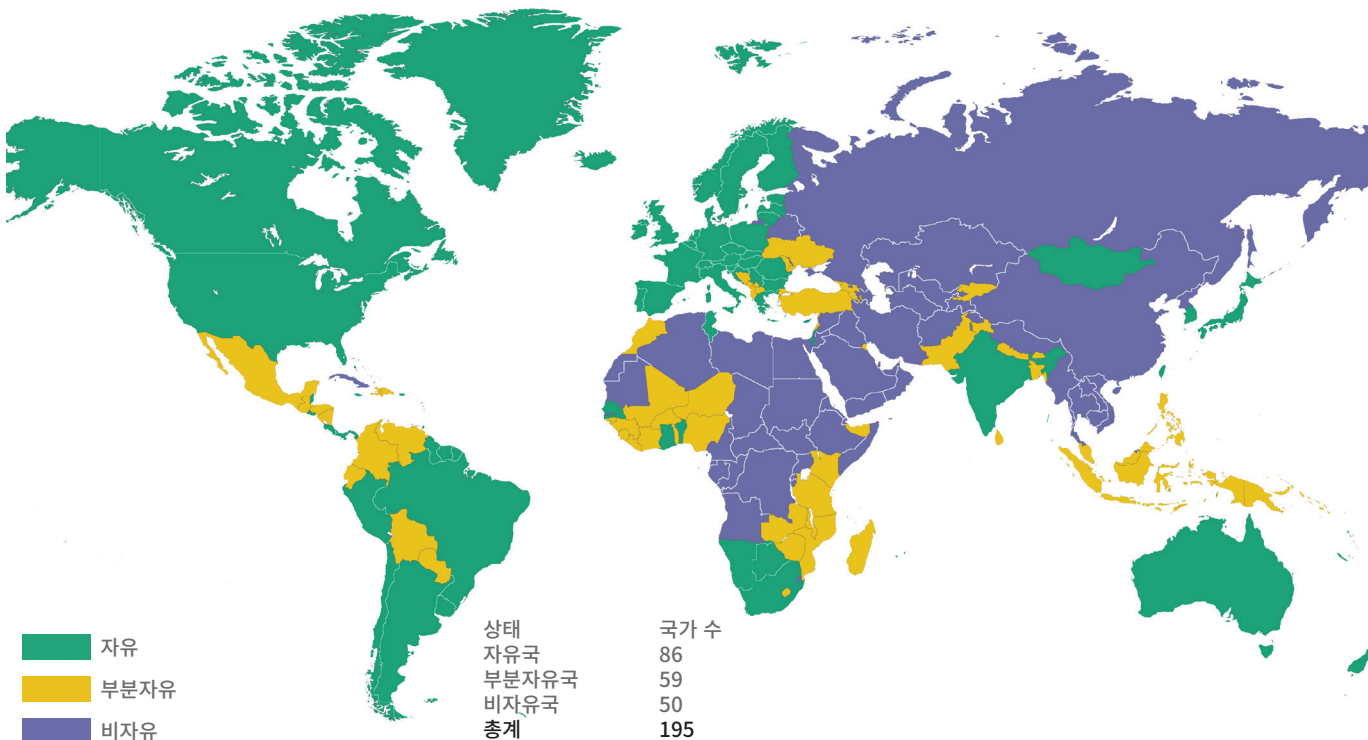 자유
부분자유
비자유
상태 국가 수
자유국 86
부분자유국 59
비자유국 50
총계 195